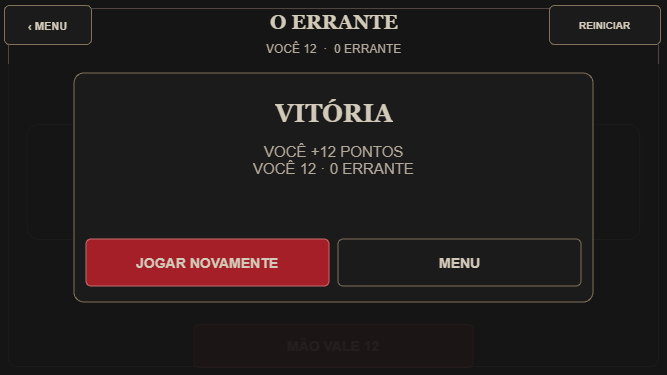 ‹ MENU
O ERRANTE
REINICIAR
VOCÊ 12 · 0 ERRANTE
VITÓRIA
VOCÊ +12 PONTOS
VOCÊ 12 · 0 ERRANTE
JOGAR NOVAMENTE
MENU
MÃO VALE 12